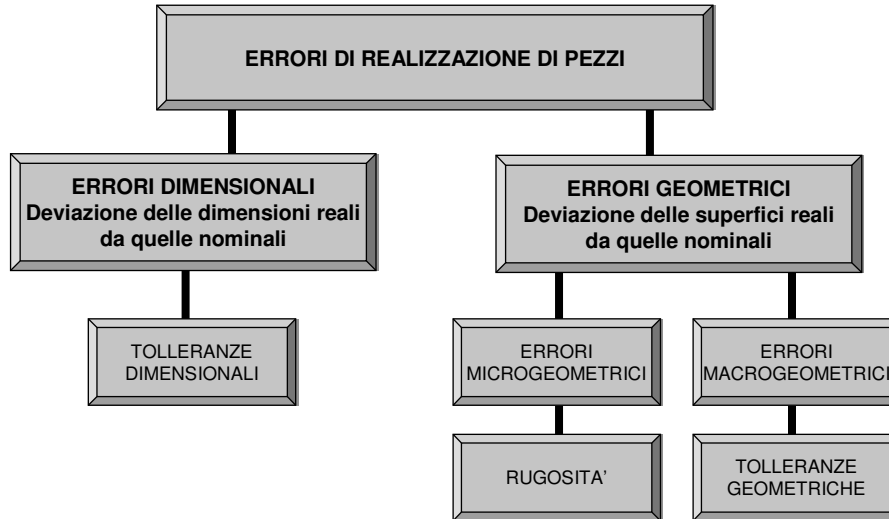 ERRORI DI REALIZZAZIONE DI PEZZI
ERRORI DIMENSIONALI
Deviazione delle dimensioni reali
da quelle nominali
ERRORI GEOMETRICI
Deviazione delle superfici reali
da quelle nominali
TOLLERANZE
DIMENSIONALI
ERRORI
MICROGEOMETRICI
ERRORI
MACROGEOMETRICI
RUGOSITA’
TOLLERANZE
GEOMETRICHE